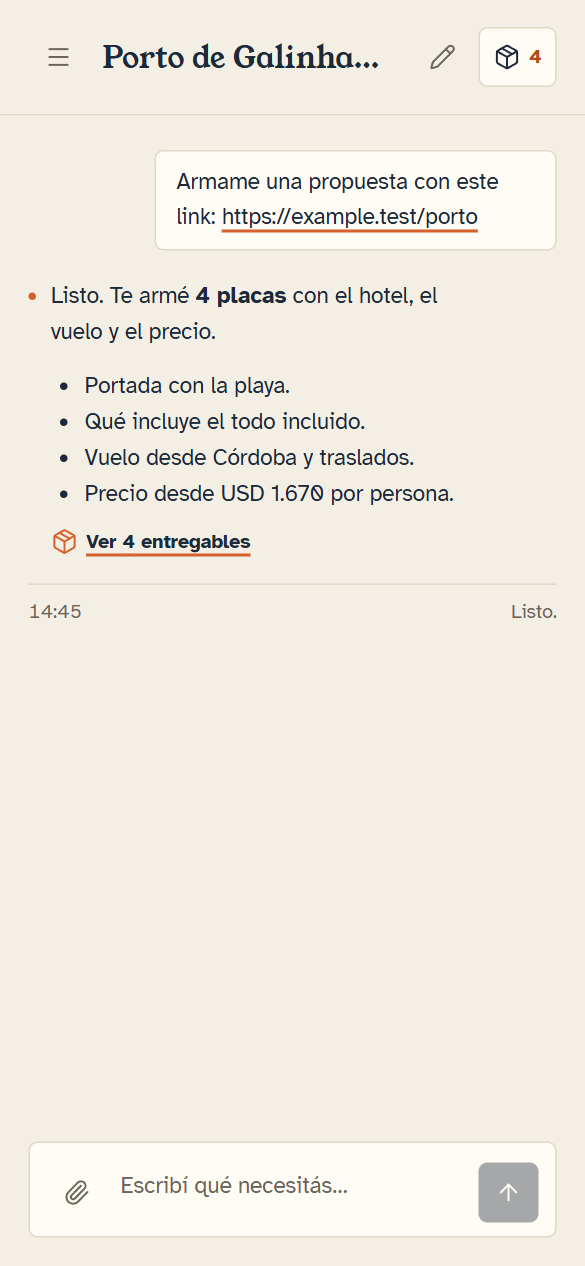 Porto de Galinha...
4
Armame una propuesta con este
link: https://example.test/porto
Listo. Te armé 4 placas con el hotel, el
vuelo y el precio.
Portada con la playa.
Qué incluye el todo incluido.
Vuelo desde Córdoba y traslados.
Precio desde USD 1.670 por persona.
Ver 4 entregables
14:45
Listo.
Escribí qué necesitás...